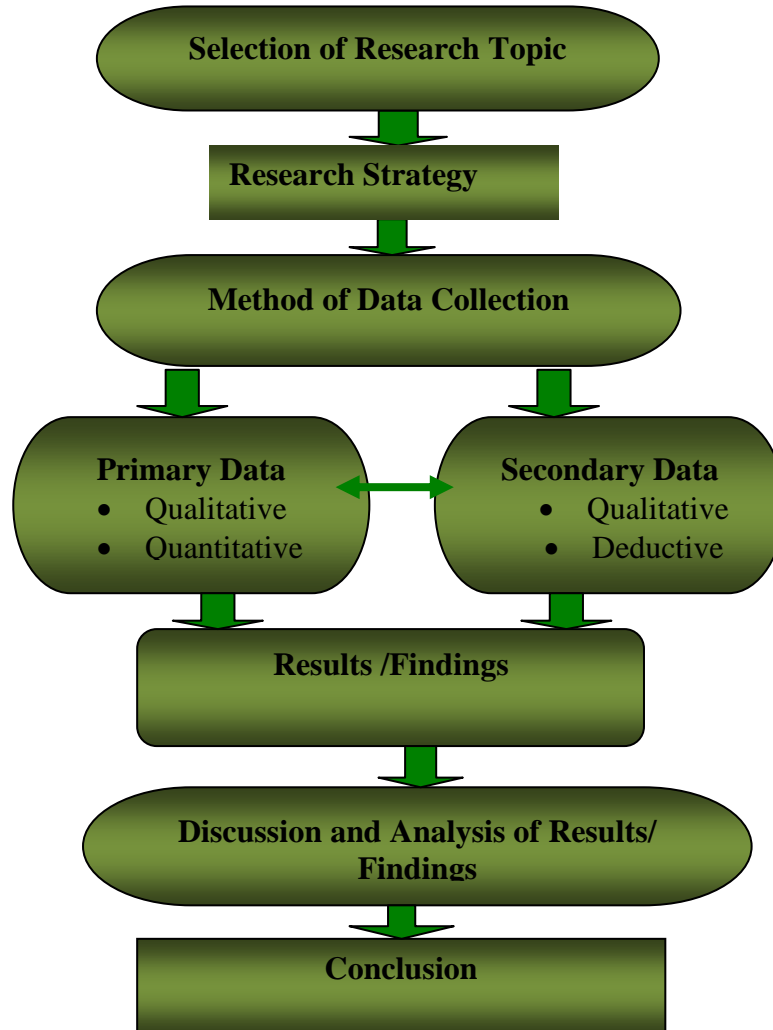 Selection of Research Topic
Research Strategy
Method of Data Collection
Primary Data
• Qualitative
• Quantitative
Secondary Data
• Qualitative
• Deductive
Results /Findings
Discussion and Analysis of Results/
Findings
Conclusion